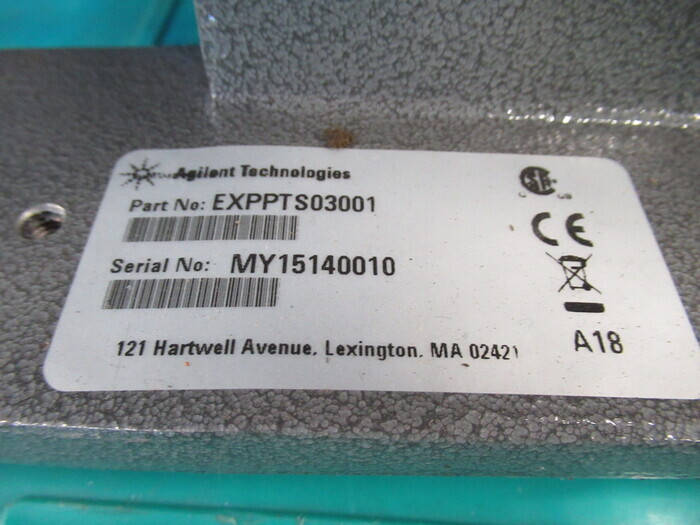 Agilent Technologies
Part No: EXPPTS03001
Serial No: MY15140010
121 Hartwell Avenue, Lexington, MA 02421
CE
A18